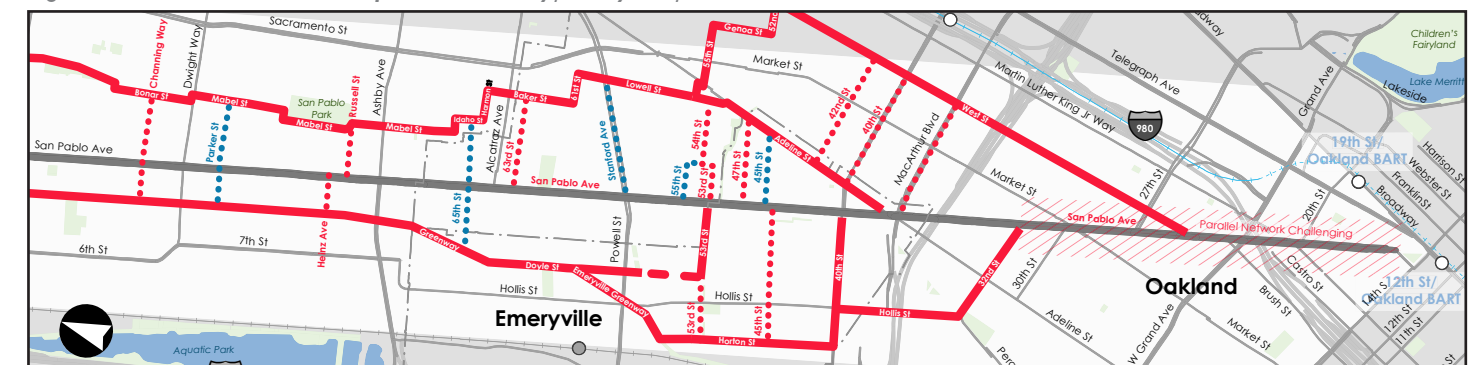 Sacramento St
Channing Way
Dwight Way
Ashby Ave
Russell St
San Pablo
Park
Bonar St
Mabel St
Mabel St
Mabel St
Idaho St
Harmon St
Baker St
61st St
Lowell St
55th St
Genoa St
52nd
Market St
Martin Luther King Jr Way
Telegraph Ave
Grand Ave
Children's
Fairyland
Lake Merritt
Lakeside
980
19th St/
Oakland BART
Harrison St
Webster St
Franklin St
Broadway
Parker St
Alcatraz Ave
63rd St
Stanford Ave
55th St
54th St
53rd St
47th St
45th St
Adeline St
42nd St
40th St
MacArthur Blvd
West St
Market St
27th St
20th St
San Pablo Ave
San Pablo Ave
San Pablo Ave
Parallel Network Challenging
65th St
Heinz Ave
Greenway
6th St
7th St
Hollis St
Doyle St
Emeryville Greenway
Powell St
53rd St
Hollis St
53rd St
45th St
40th St
Horton St
Hollis St
32nd St
30th St
Adeline St
W Grand Ave
Market St
Brush St
Castro St
14th St
12th St
11th St
12th St/
Oakland BART
Emeryville
Oakland
Aquatic Park